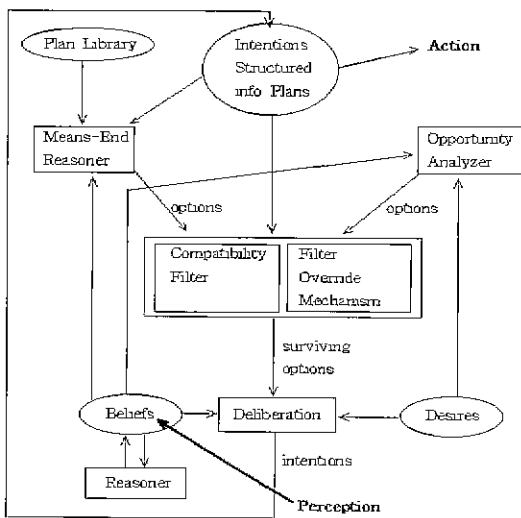 Plan Library
Intentions
Structured
info Plans
Action
Means-End
Reasoner
Opportunity
Analyzer
options
options
Compatibility
Filter
Filter
Override
Mechanism
surviving
options
Beliefs
Deliberation
Desires
intentions
Reasoner
Perception